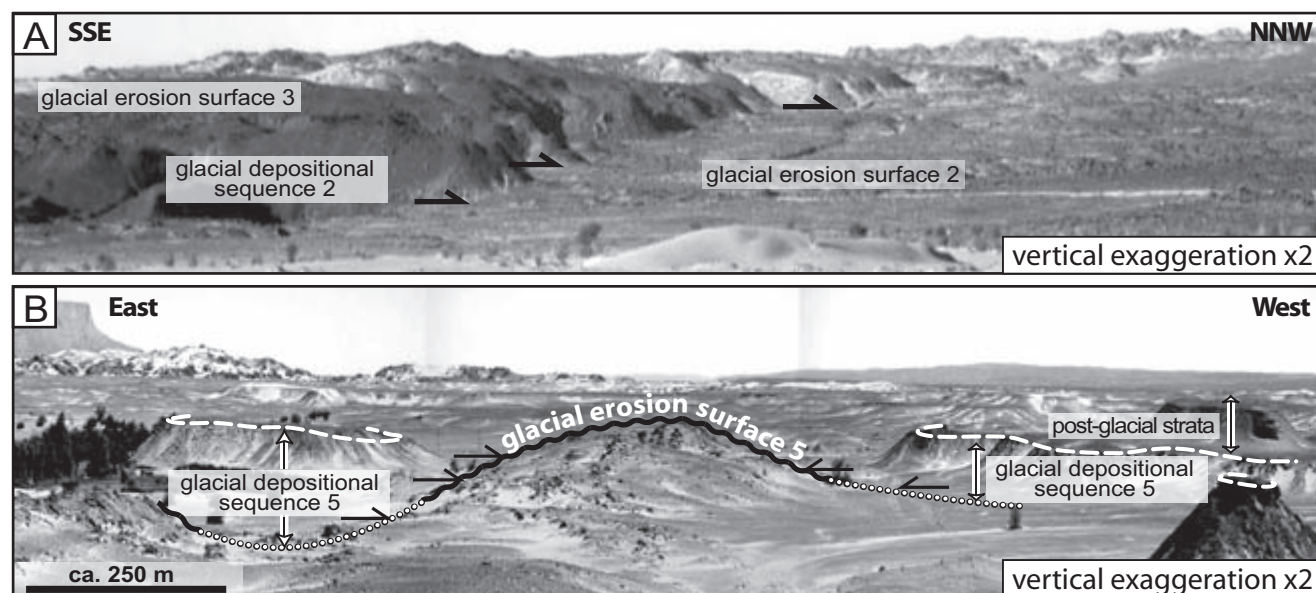 A
SSE
NNW
glacial erosion surface 3
glacial depositional
sequence 2
glacial erosion surface 2
vertical exaggeration x2
B
East
West
glacial erosion surface 5
post-glacial strata
glacial depositional
sequence 5
glacial depositional
sequence 5
ca. 250 m
vertical exaggeration x2